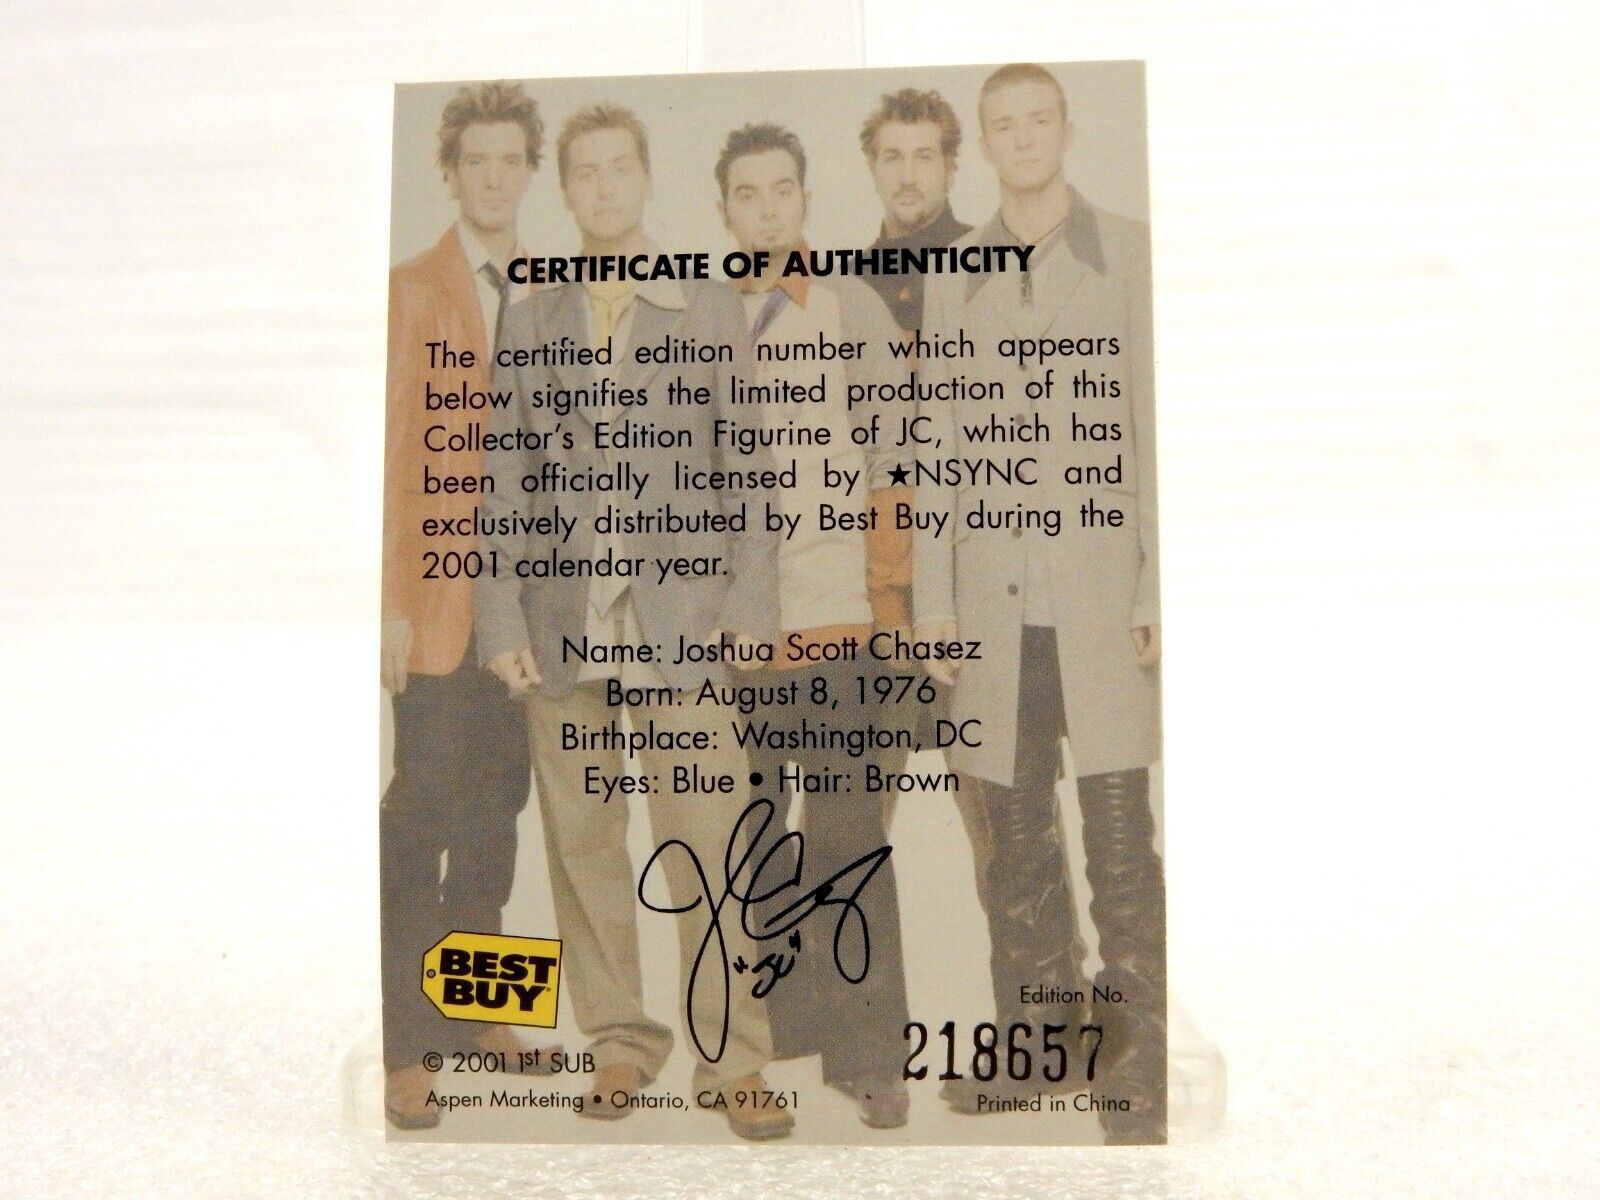 CERTIFICATE OF AUTHENTICITY
The certified edition number which appears
below signifies the limited production of this
Collector's Edition Figurine of JC, which has
been officially licensed by ★NSYNC and
exclusively distributed by Best Buy during the
2001 calendar year.
Name: Joshua Scott Chasez
Born: August 8, 1976
Birthplace: Washington, DC
Eyes: Blue • Hair: Brown
"JC"
BEST
BUY®
Edition No.
218657
© 2001 1st SUB
Aspen Marketing • Ontario, CA 91761
Printed in China